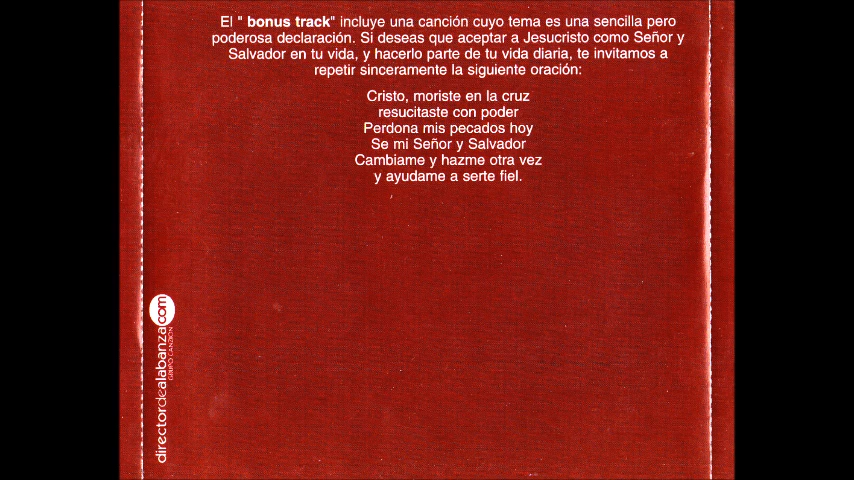 El " bonus track" incluye una canción cuyo tema es una sencilla pero
poderosa declaración. Si deseas que aceptar a Jesucristo como Señor y
Salvador en tu vida, y hacerlo parte de tu vida diaria, te invitamos a
repetir sinceramente la siguiente oración:
Cristo, moriste en la cruz
resucitaste con poder
Perdona mis pecados hoy
Se mi Señor y Salvador
Cambiame y hazme otra vez
y ayudame a serte fiel.
directordealabanza.com
GRUPO CANZION